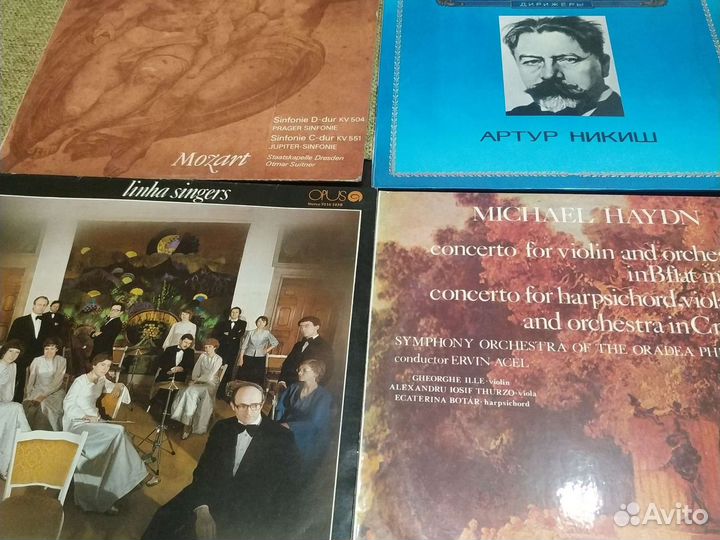 Sinfonie D-dur KV 504
PRAGER SINFONIE
Sinfonie C-dur KV 551
JUPITER-SINFONIE
Mozart
Staatskapelle Dresden
Otmar Suitner
ДИРИЖЕРЫ
АРТУР НИКИШ
linha singers
OPUS
Stereo
MICHAEL HAYDN
concerto for violin and orche
in B flat m
concerto for harpsichord, viol
and orchestra in C
SYMPHONY ORCHESTRA OF THE ORADEA PH
conductor ERVIN ACEL
GHEORGHE ILLE - violin
ALEXANDRU IOSIF THURZO - viola
ECATERINA BOTÁR - harpsichord
Avito